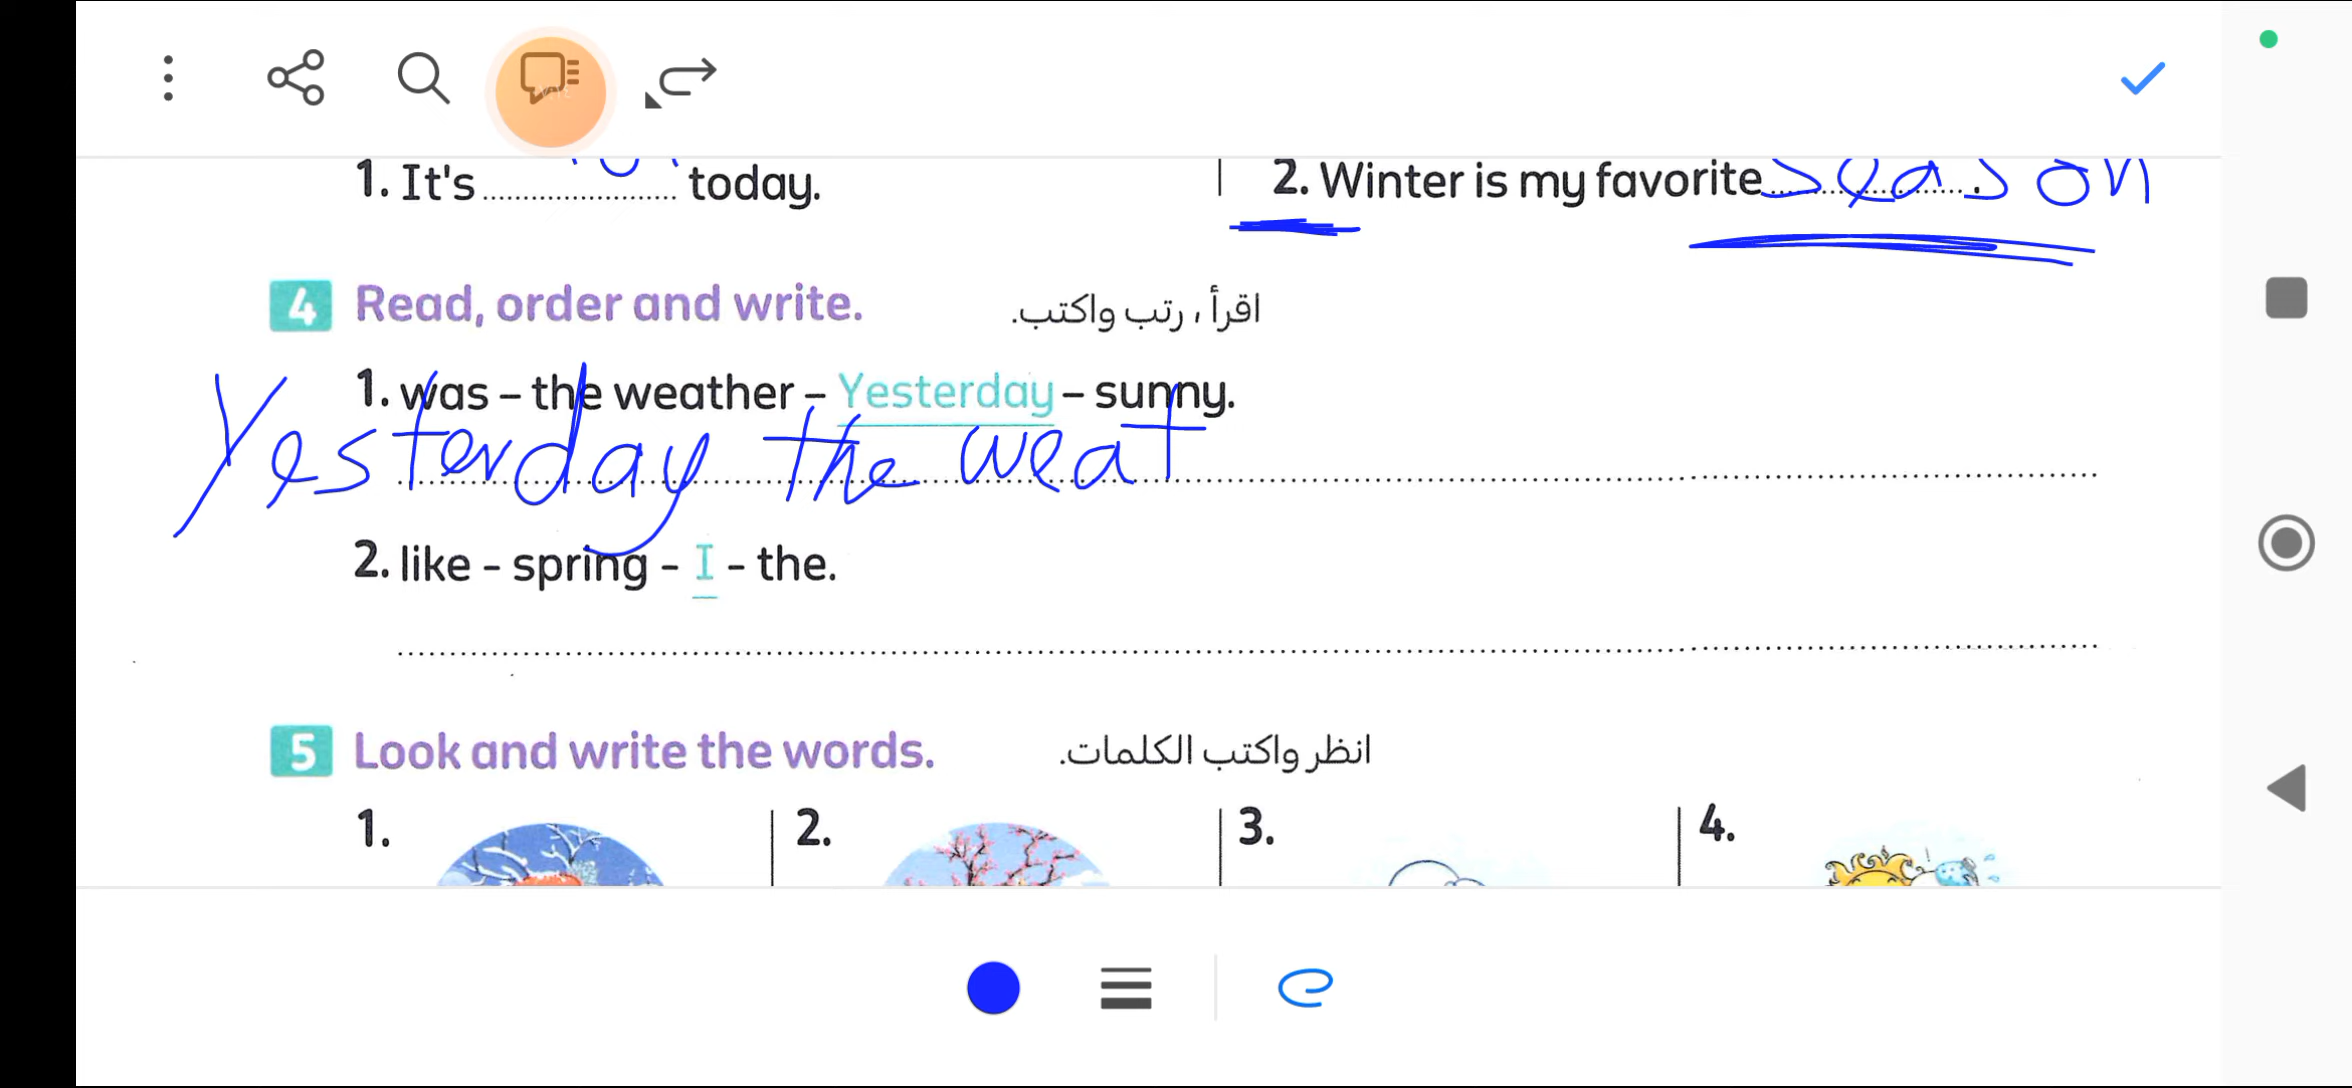 1. It's ........................ today.
2. Winter is my favorite season
4 Read, order and write. اقرأ ، رتب واكتب.
1. was – the weather – Yesterday – sunny.
Yesterday the weat
2. like - spring - I - the.
5 Look and write the words. انظر واكتب الكلمات.
1. 2. 3. 4.